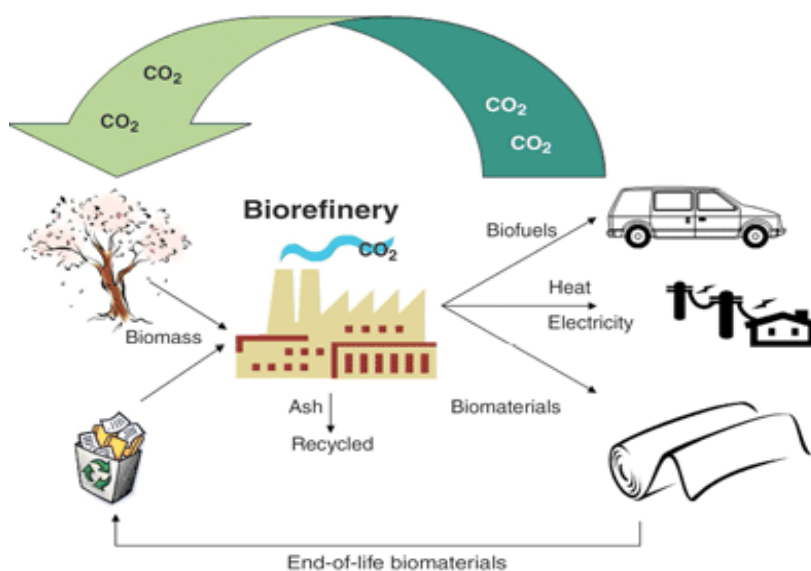 CO₂
CO₂
CO₂
CO₂
Biorefinery
CO₂
Biofuels
Heat
Electricity
Biomass
Ash
Recycled
Biomaterials
End-of-life biomaterials